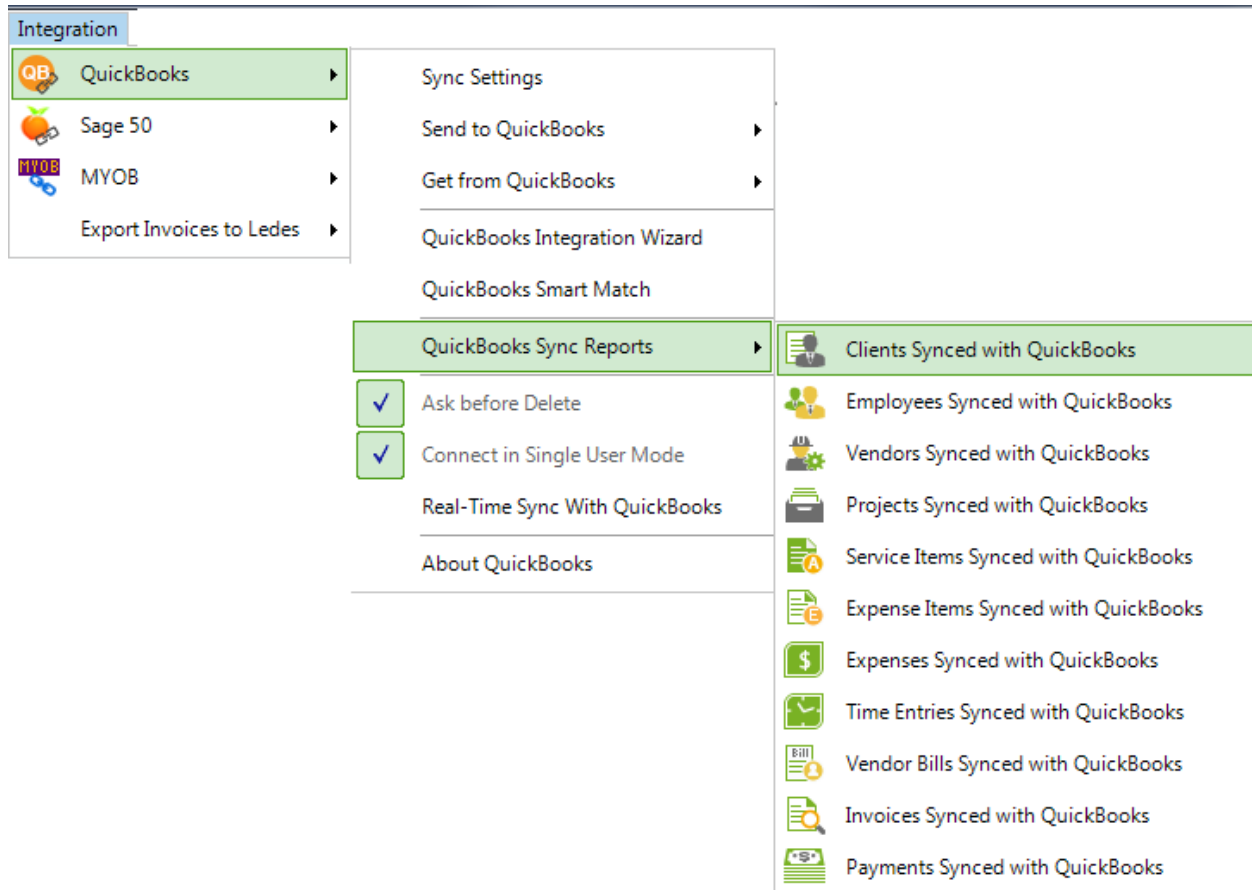 Integration
QB
QuickBooks
Sage 50
MYOB
MYOB
Export Invoices to Ledes
Sync Settings
Send to QuickBooks
Get from QuickBooks
QuickBooks Integration Wizard
QuickBooks Smart Match
QuickBooks Sync Reports
Ask before Delete
Connect in Single User Mode
Real-Time Sync With QuickBooks
About QuickBooks
Clients Synced with QuickBooks
Employees Synced with QuickBooks
Vendors Synced with QuickBooks
Projects Synced with QuickBooks
A
Service Items Synced with QuickBooks
E
Expense Items Synced with QuickBooks
$
Expenses Synced with QuickBooks
Time Entries Synced with QuickBooks
Bill
Vendor Bills Synced with QuickBooks
Invoices Synced with QuickBooks
$
Payments Synced with QuickBooks